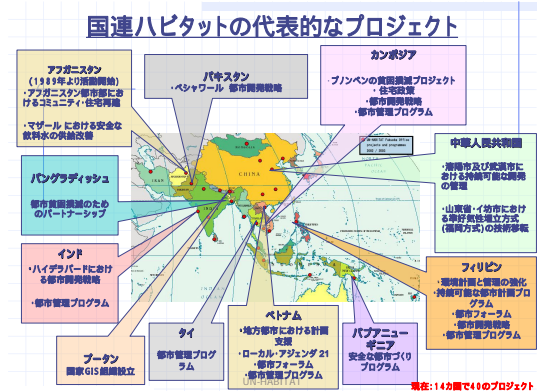 国連ハビタットの代表的なプロジェクト
アフガニスタン
(1989年より活動開始)
・アフガニスタン都市部にお
けるコミュニティ・住宅再建
・マザール における安全な
飲料水の供給改善
パキスタン
・ペシャワール 都市開発戦略
カンボジア
プノンペンの貧困撲滅プロジェクト
・ 住宅政策
・都市開発戦略
・都市管理プログラム
UN-HABITAT Fukuoka Office
projects and programmes
中華人民共和国
・瀋陽市及び武漢市に
おける持続可能な開発
の管理
・山東省・イ坊市におけ
る準好気性埋立方式
(福岡方式)の技術移転
バングラディッシュ
都市貧困撲滅のため
のパートナーシップ
IRAN
CHINA
INDIA
インド
・ハイデラバードにおけ
る都市開発戦略
・都市管理プログラム
フィリピン
・環境計画と管理の強化
・持続可能な都市計画プロ
グラム
・都市フォーラム
・都市開発戦略
・都市管理プログラム
ブータン
国家GIS組織設立
タイ
都市管理プログ
ラム
ベトナム
・地方都市における計画
支援
・ローカル・アジェンダ 21
・都市フォーラム
・都市管理プログラム
パプアニュー
ギニア
安全な都市づくり
プログラム
UN-HABITAT
現在:14カ国で40のプロジェクト